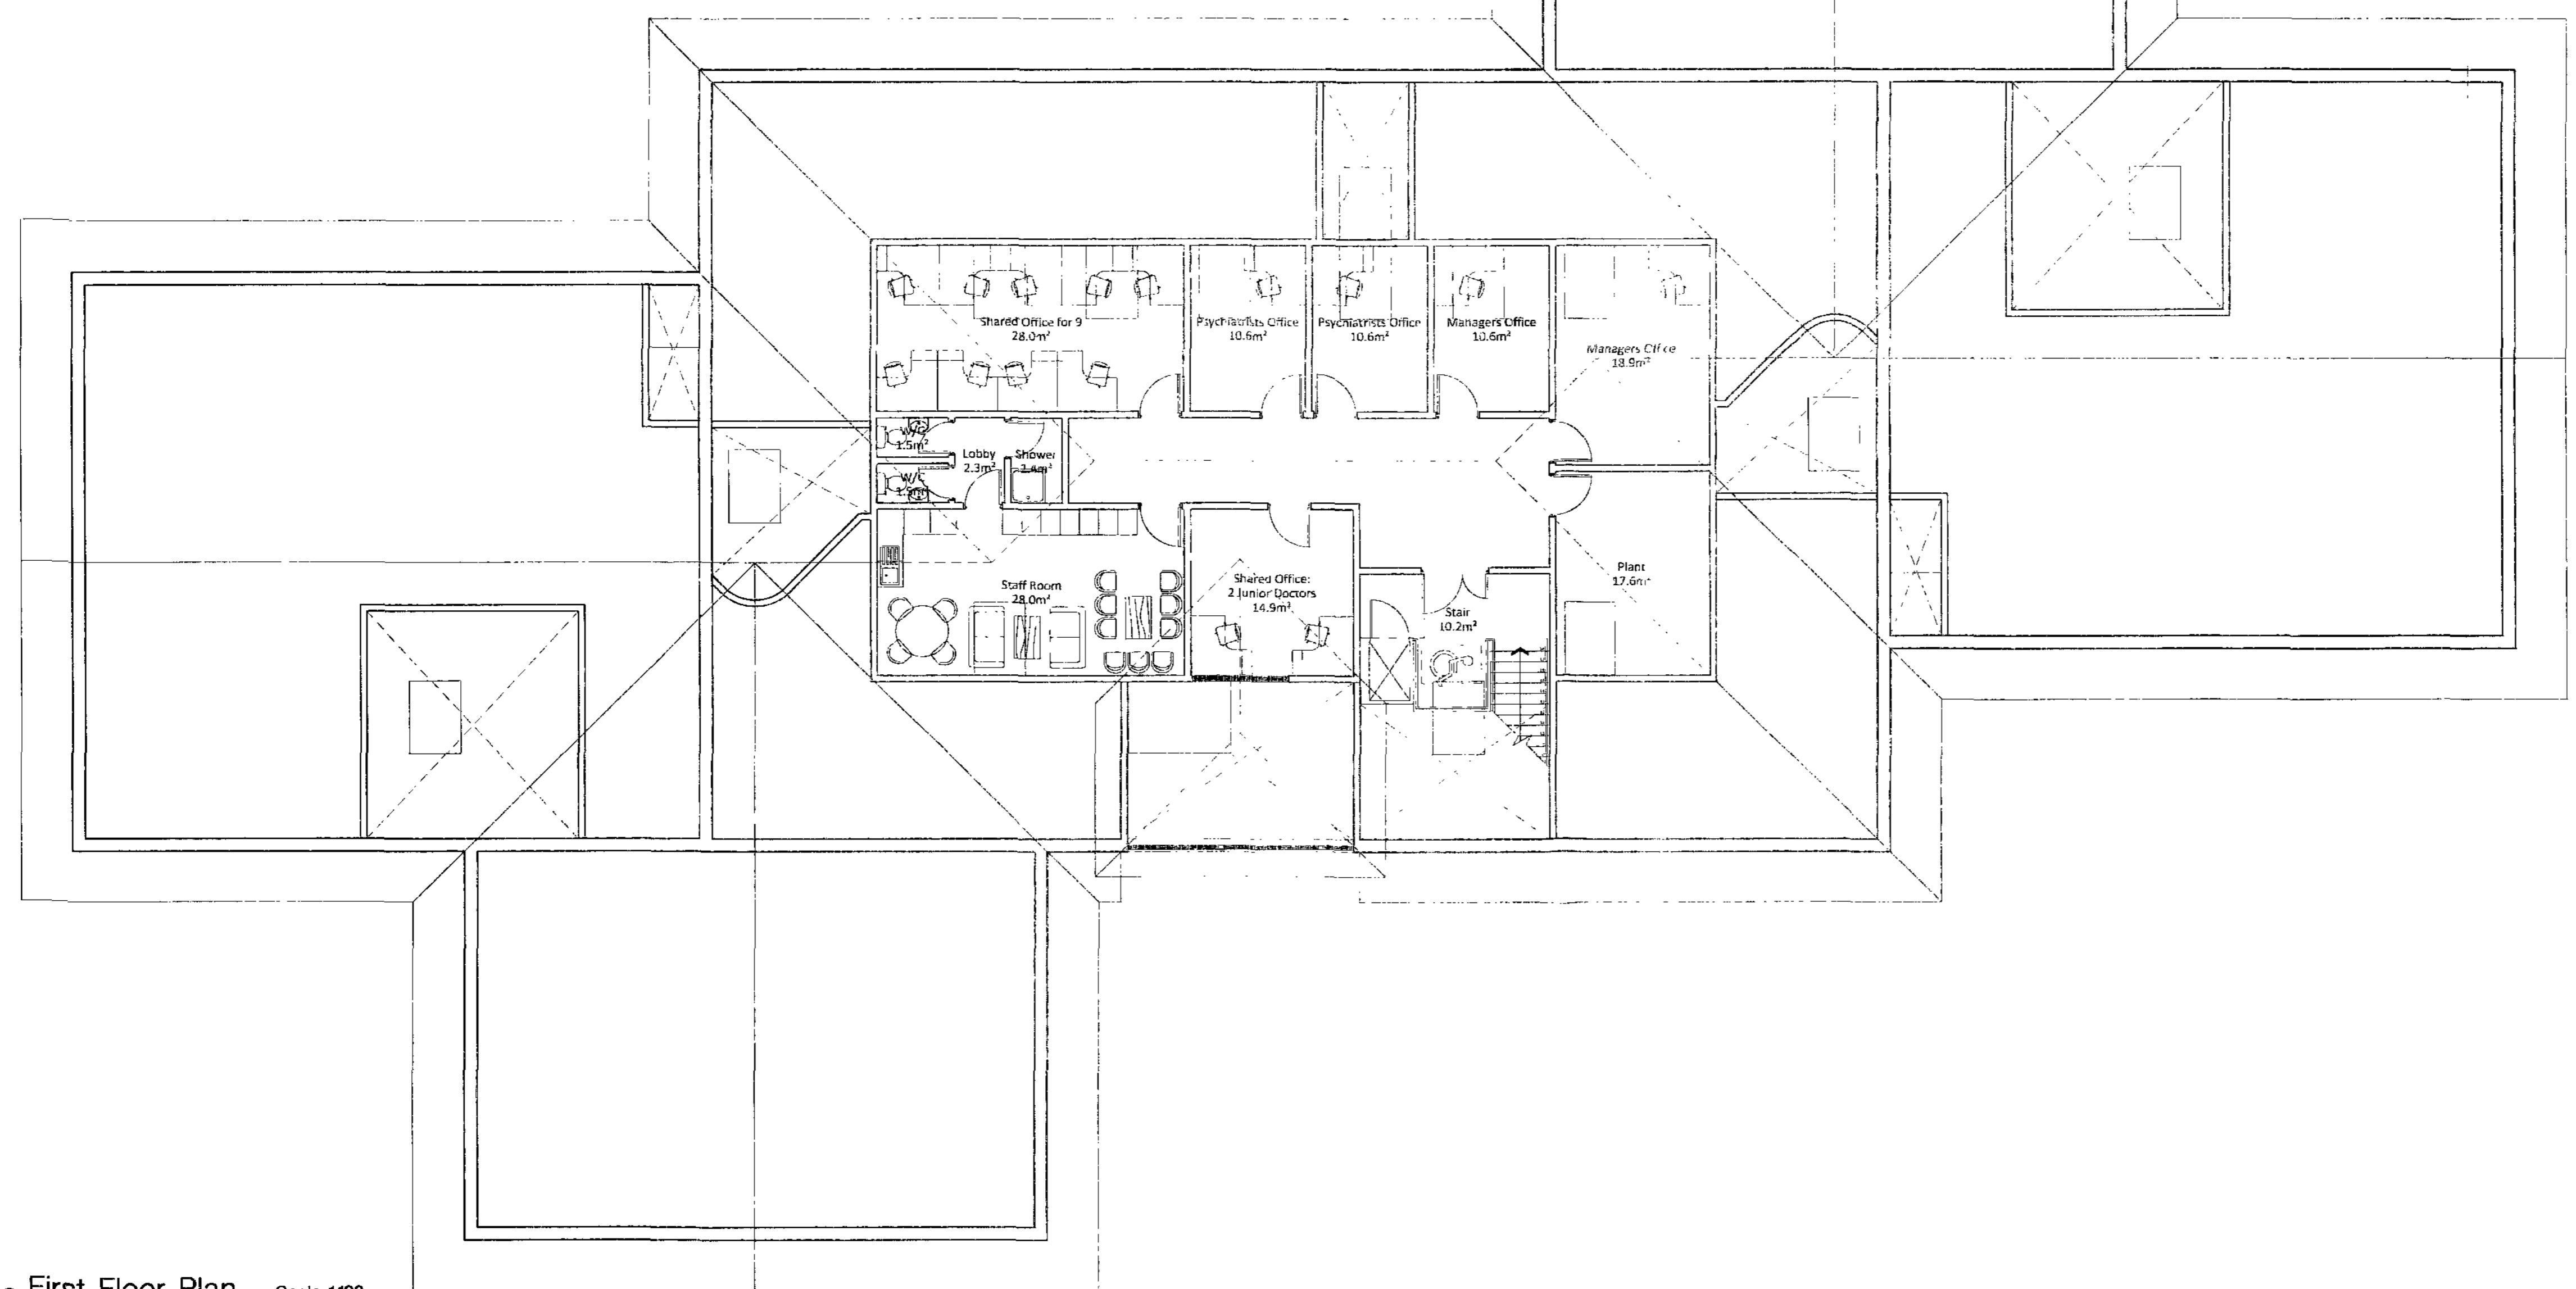 Shared Office for 9
28.0m²
Psychiatrists Office
10.6m²
Psychiatrists Office
10.6m²
Managers Office
10.6m²
Managers Office
18.9m²
W/C
1.5m²
Lobby
2.3m²
Shower
W/C
1.5m²
Staff Room
28.0m²
Shared Office:
2 Junior Doctors
14.9m²
Stair
10.2m²
Plant
17.6m²
First Floor Plan